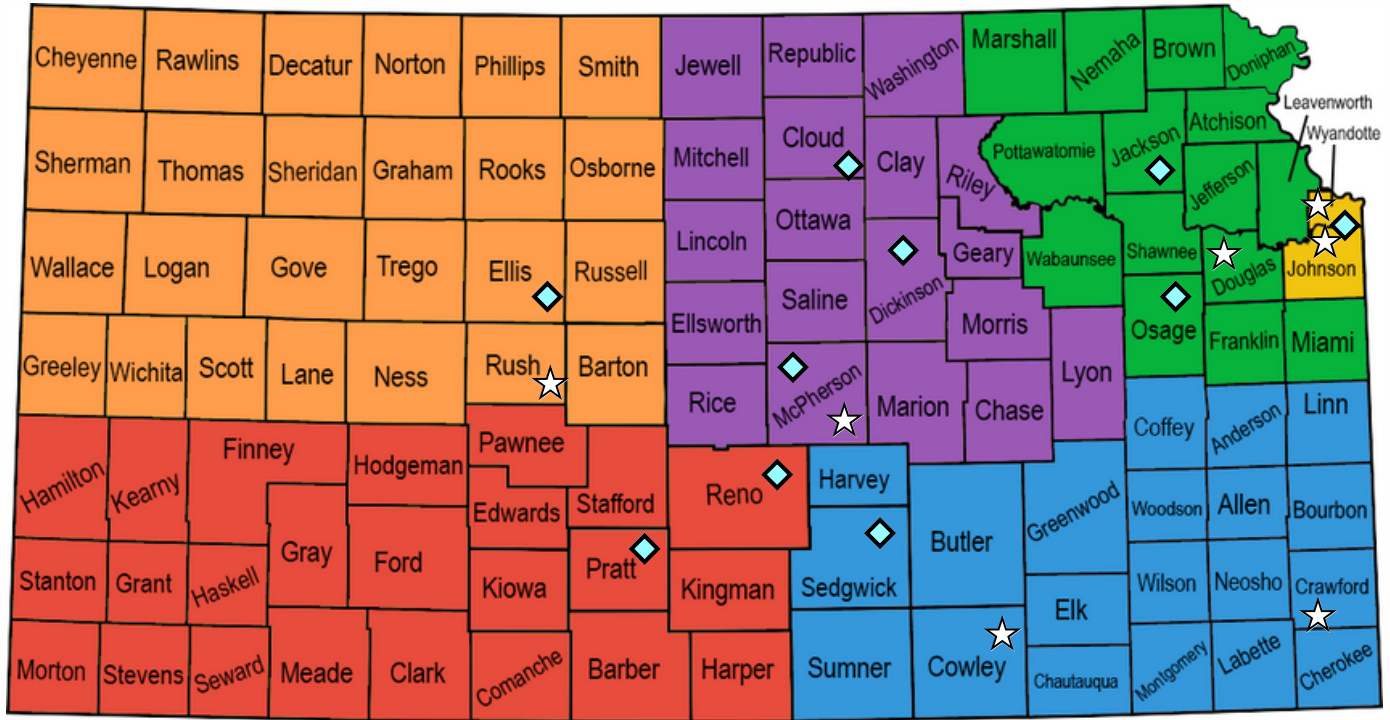 Cheyenne
Rawlins
Decatur
Norton
Phillips
Smith
Jewell
Republic
Washington
Marshall
Nemaha
Brown
Doniphan
Leavenworth
Wyandotte
Sherman
Thomas
Sheridan
Graham
Rooks
Osborne
Mitchell
Cloud
Clay
Riley
Pottawatomie
Jackson
Atchison
Jefferson
Wallace
Logan
Gove
Trego
Ellis
Russell
Lincoln
Ottawa
Saline
Dickinson
Geary
Wabaunsee
Shawnee
Douglas
Johnson
Greeley
Wichita
Scott
Lane
Ness
Rush
Barton
Ellsworth
Rice
McPherson
Marion
Morris
Chase
Lyon
Osage
Franklin
Miami
Hamilton
Kearny
Finney
Hodgeman
Pawnee
Edwards
Stafford
Reno
Harvey
Butler
Greenwood
Coffey
Anderson
Linn
Stanton
Grant
Haskell
Gray
Ford
Kiowa
Pratt
Kingman
Sedgwick
Elk
Woodson
Allen
Bourbon
Wilson
Neosho
Crawford
Morton
Stevens
Seward
Meade
Clark
Comanche
Barber
Harper
Sumner
Cowley
Chautauqua
Montgomery
Labette
Cherokee